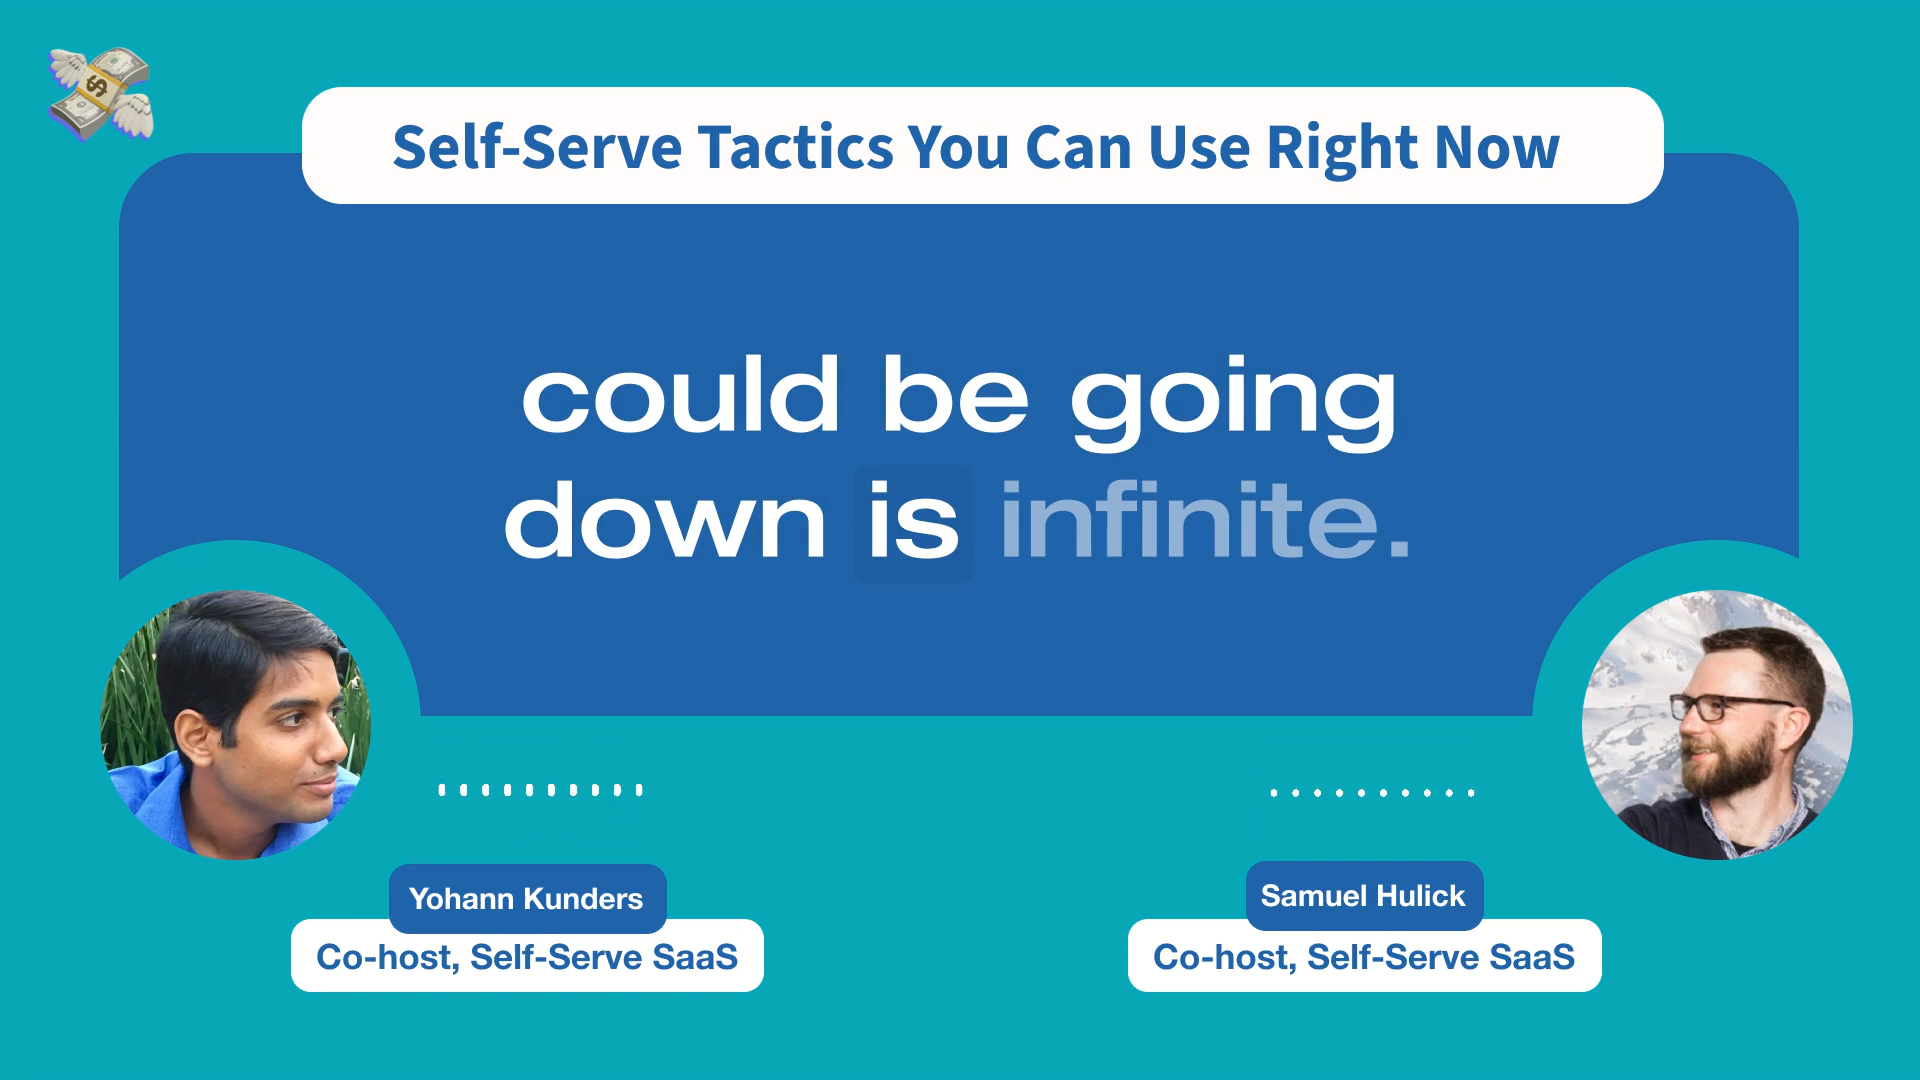 Self-Serve Tactics You Can Use Right Now
could be going
down is infinite.
Yohann Kunders
Co-host, Self-Serve SaaS
Samuel Hulick
Co-host, Self-Serve SaaS